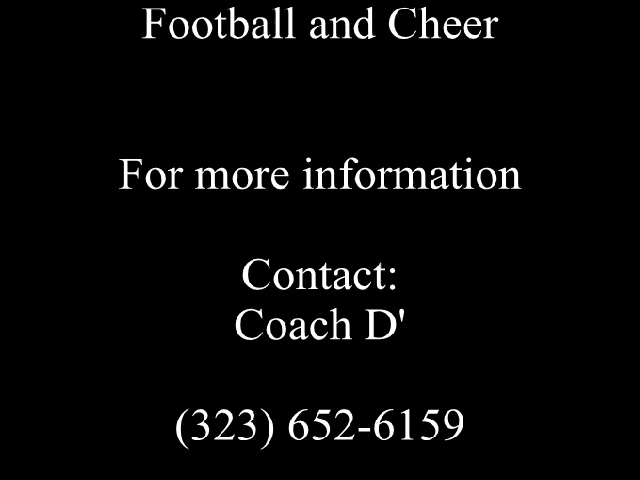 Football and Cheer
For more information
Contact:
Coach D'
(323) 652-6159